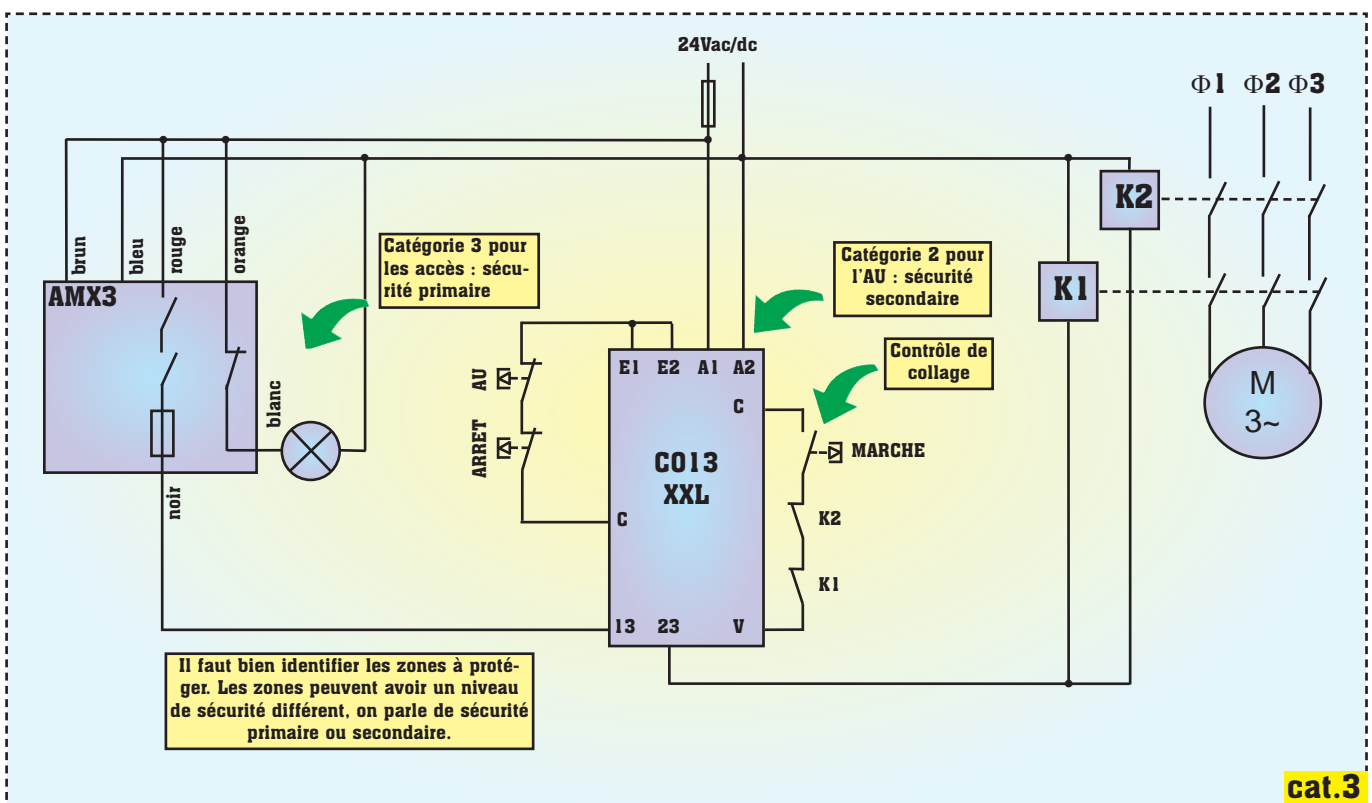 24Vac/dc
Φ1 Φ2 Φ3
brun
bleu
rouge
orange
K2
Catégorie 3 pour
les accès : sécu-
rité primaire
Catégorie 2 pour
l'AU : sécurité
secondaire
K1
AMX3
Contrôle de
collage
E1 E2 A1 A2
AU
C
M
3~
blanc
ARRET
MARCHE
CO13
XXL
noir
C
K2
K1
13 23 V
Il faut bien identifier les zones à proté-
ger. Les zones peuvent avoir un niveau
de sécurité différent, on parle de sécurité
primaire ou secondaire.
cat.3